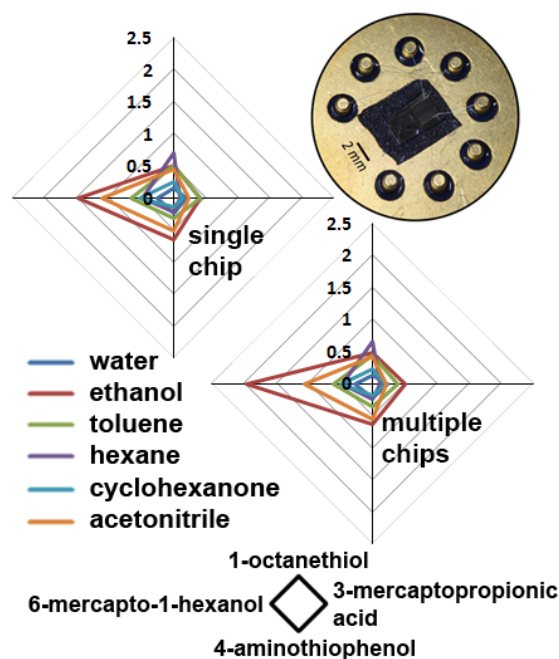 2.5
2
1.5
1
0.5
0
single
chip
2 mm
2.5
2
1.5
1
0.5
0
multiple
chips
water
ethanol
toluene
hexane
cyclohexanone
acetonitrile
1-octanethiol
6-mercapto-1-hexanol
3-mercaptopropionic
acid
4-aminothiophenol